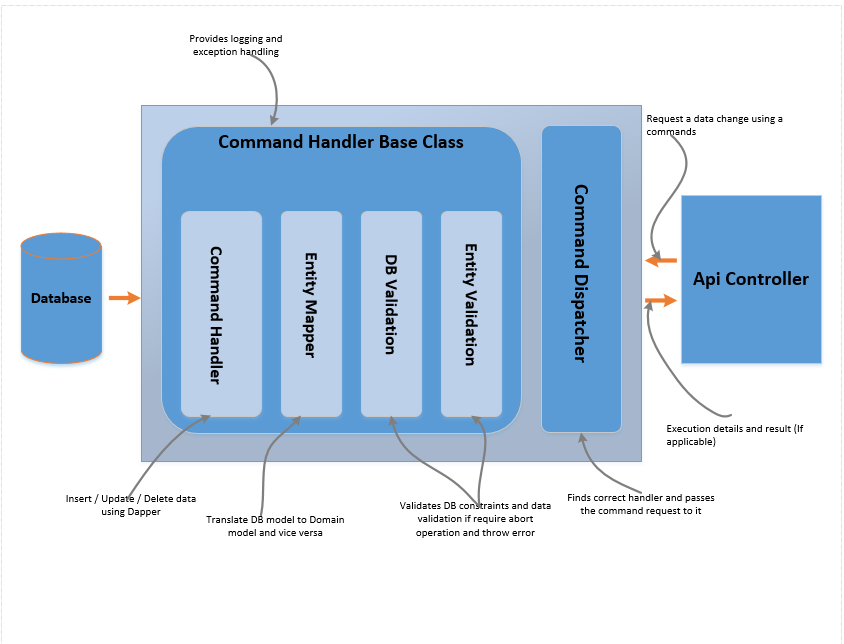 Provides logging and
exception handling
Request a data change using a
commands
Command Handler Base Class
Command Handler
Entity Mapper
DB Validation
Entity Validation
Command Dispatcher
Api Controller
Database
Execution details and result (If
applicable)
Insert / Update / Delete data
using Dapper
Translate DB model to Domain
model and vice versa
Validates DB constraints and data
validation if require abort
operation and throw error
Finds correct handler and passes
the command request to it